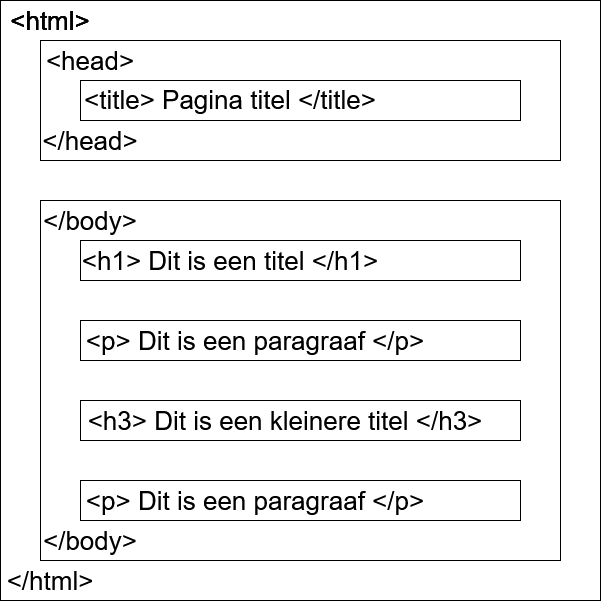 <html>
<head>
<title> Pagina titel </title>
</head>
</body>
<h1> Dit is een titel </h1>
<p> Dit is een paragraaf </p>
<h3> Dit is een kleinere titel </h3>
<p> Dit is een paragraaf </p>
</body>
</html>